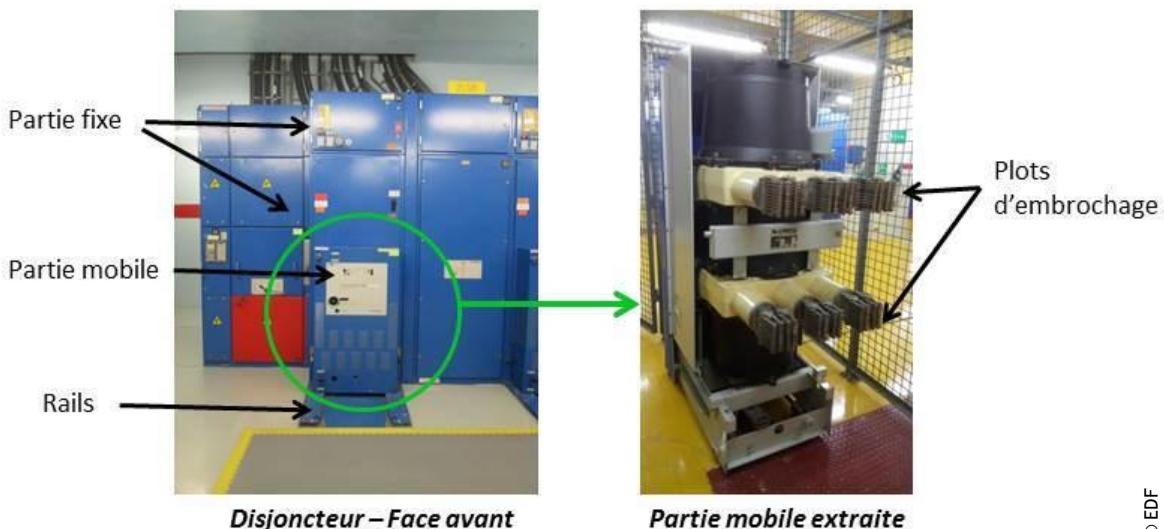 Partie fixe
Partie mobile
Rails
Plots
d’embrochage
Disjoncteur – Face avant
Partie mobile extraite
© EDF